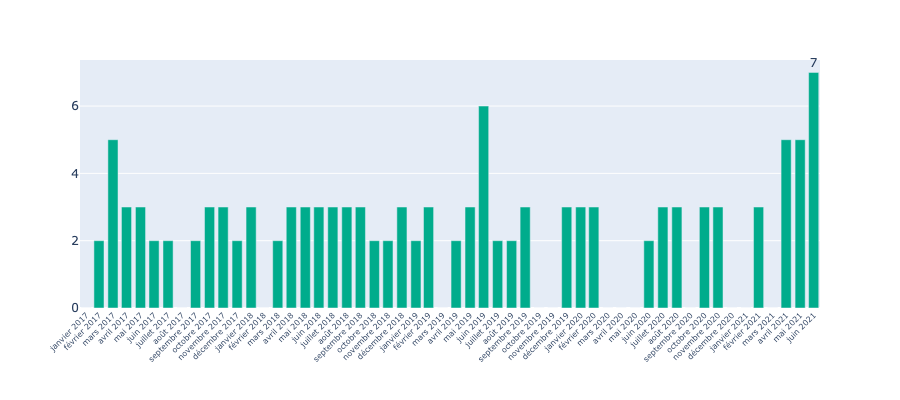 7
6
4
2
0
janvier 2017
février 2017
mars 2017
avril 2017
mai 2017
juin 2017
juillet 2017
août 2017
septembre 2017
octobre 2017
novembre 2017
décembre 2017
janvier 2018
février 2018
mars 2018
avril 2018
mai 2018
juin 2018
juillet 2018
août 2018
septembre 2018
octobre 2018
novembre 2018
décembre 2018
janvier 2019
février 2019
mars 2019
avril 2019
mai 2019
juin 2019
juillet 2019
août 2019
septembre 2019
octobre 2019
novembre 2019
décembre 2019
janvier 2020
février 2020
mars 2020
avril 2020
mai 2020
juin 2020
juillet 2020
août 2020
septembre 2020
octobre 2020
novembre 2020
décembre 2020
janvier 2021
février 2021
mars 2021
avril 2021
mai 2021
juin 2021